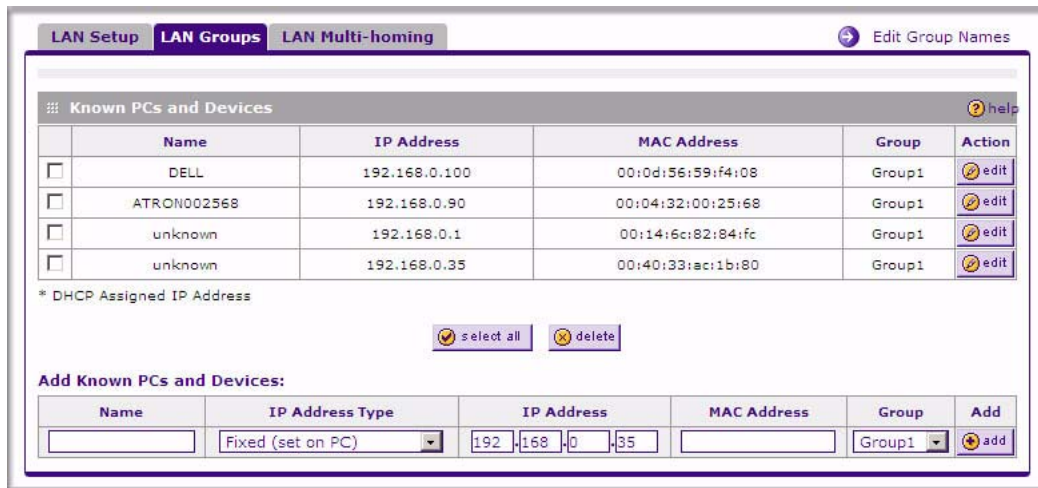 LAN Setup LAN Groups LAN Multi-homing Edit Group Names
Known PCs and Devices help
Name IP Address MAC Address Group Action
DELL 192.168.0.100 00:0d:56:59:f4:08 Group1 edit
ATRON002568 192.168.0.90 00:04:32:00:25:68 Group1 edit
unknown 192.168.0.1 00:14:6c:82:84:fc Group1 edit
unknown 192.168.0.35 00:40:33:ac:1b:80 Group1 edit
* DHCP Assigned IP Address
select all delete
Add Known PCs and Devices:
Name IP Address Type IP Address MAC Address Group Add
Fixed (set on PC) 192 .168 .0 .35 Group1 add